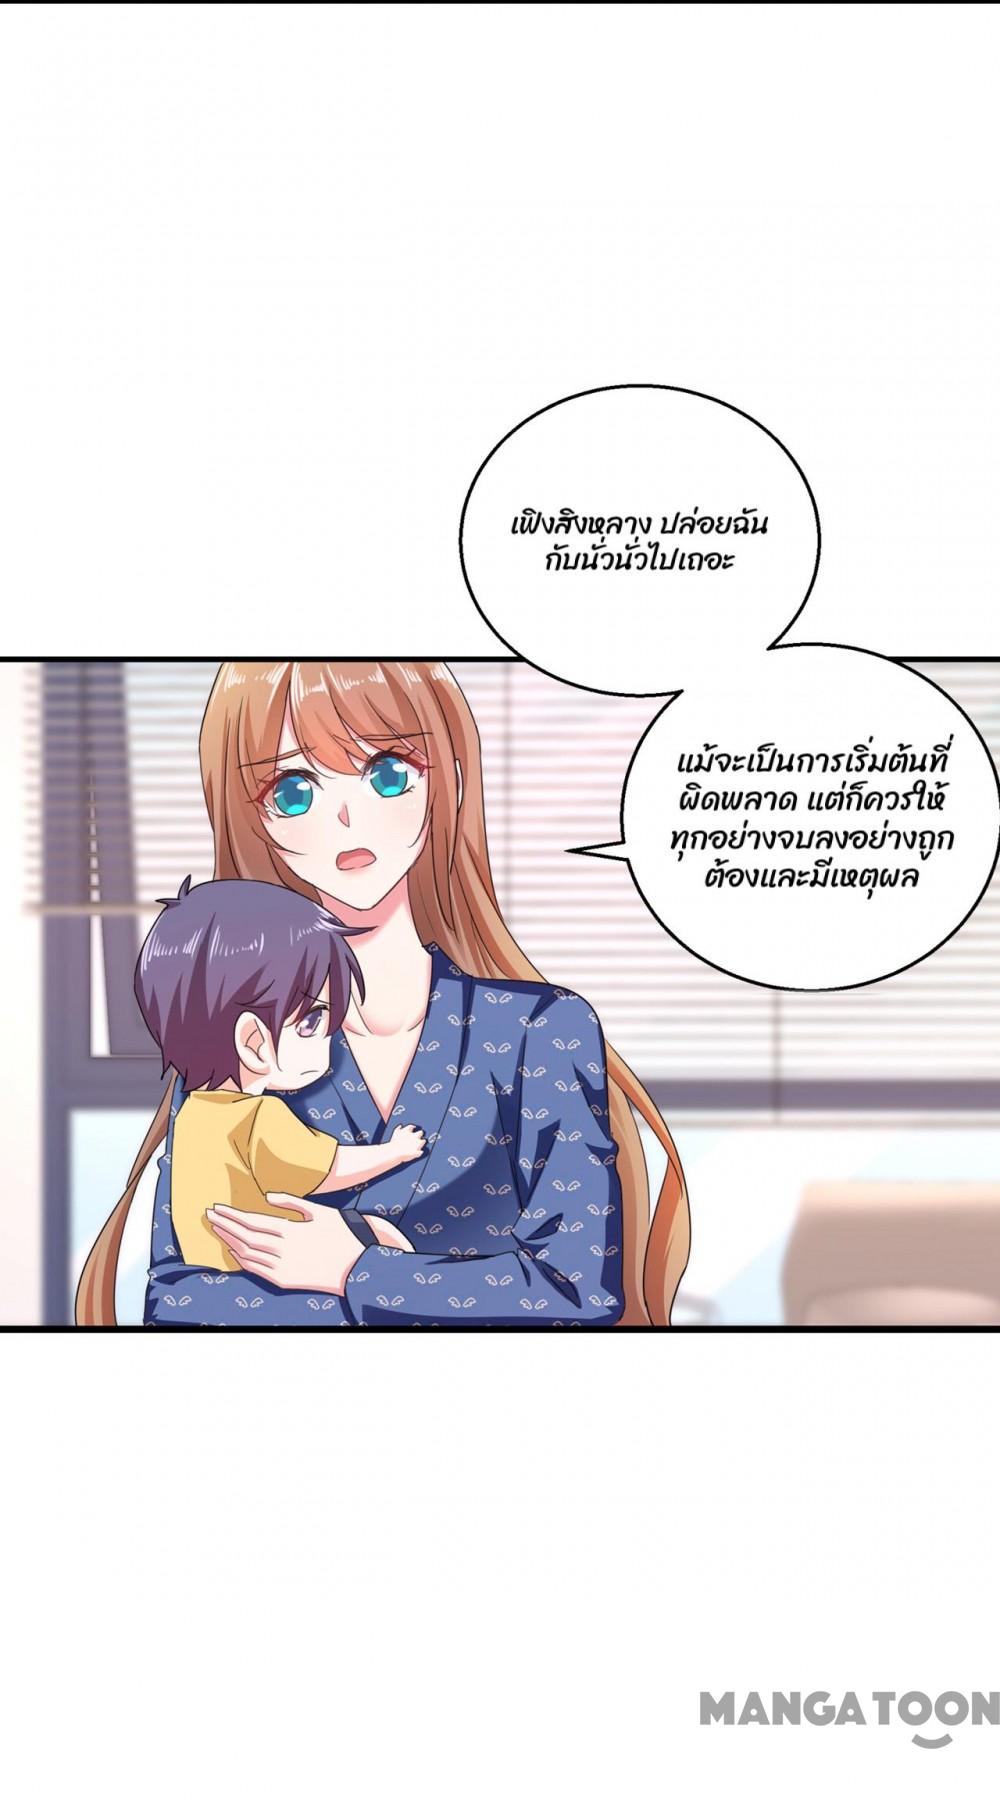 เฟิงสิงหลาง ปล่อยฉัน
กับนั่วนั่วไปเถอะ
แม้จะเป็นการเริ่มต้นที่
ผิดพลาด แต่ก็ควรให้
ทุกอย่างจบลงอย่างถูก
ต้องและมีเหตุผล
MANGATOON